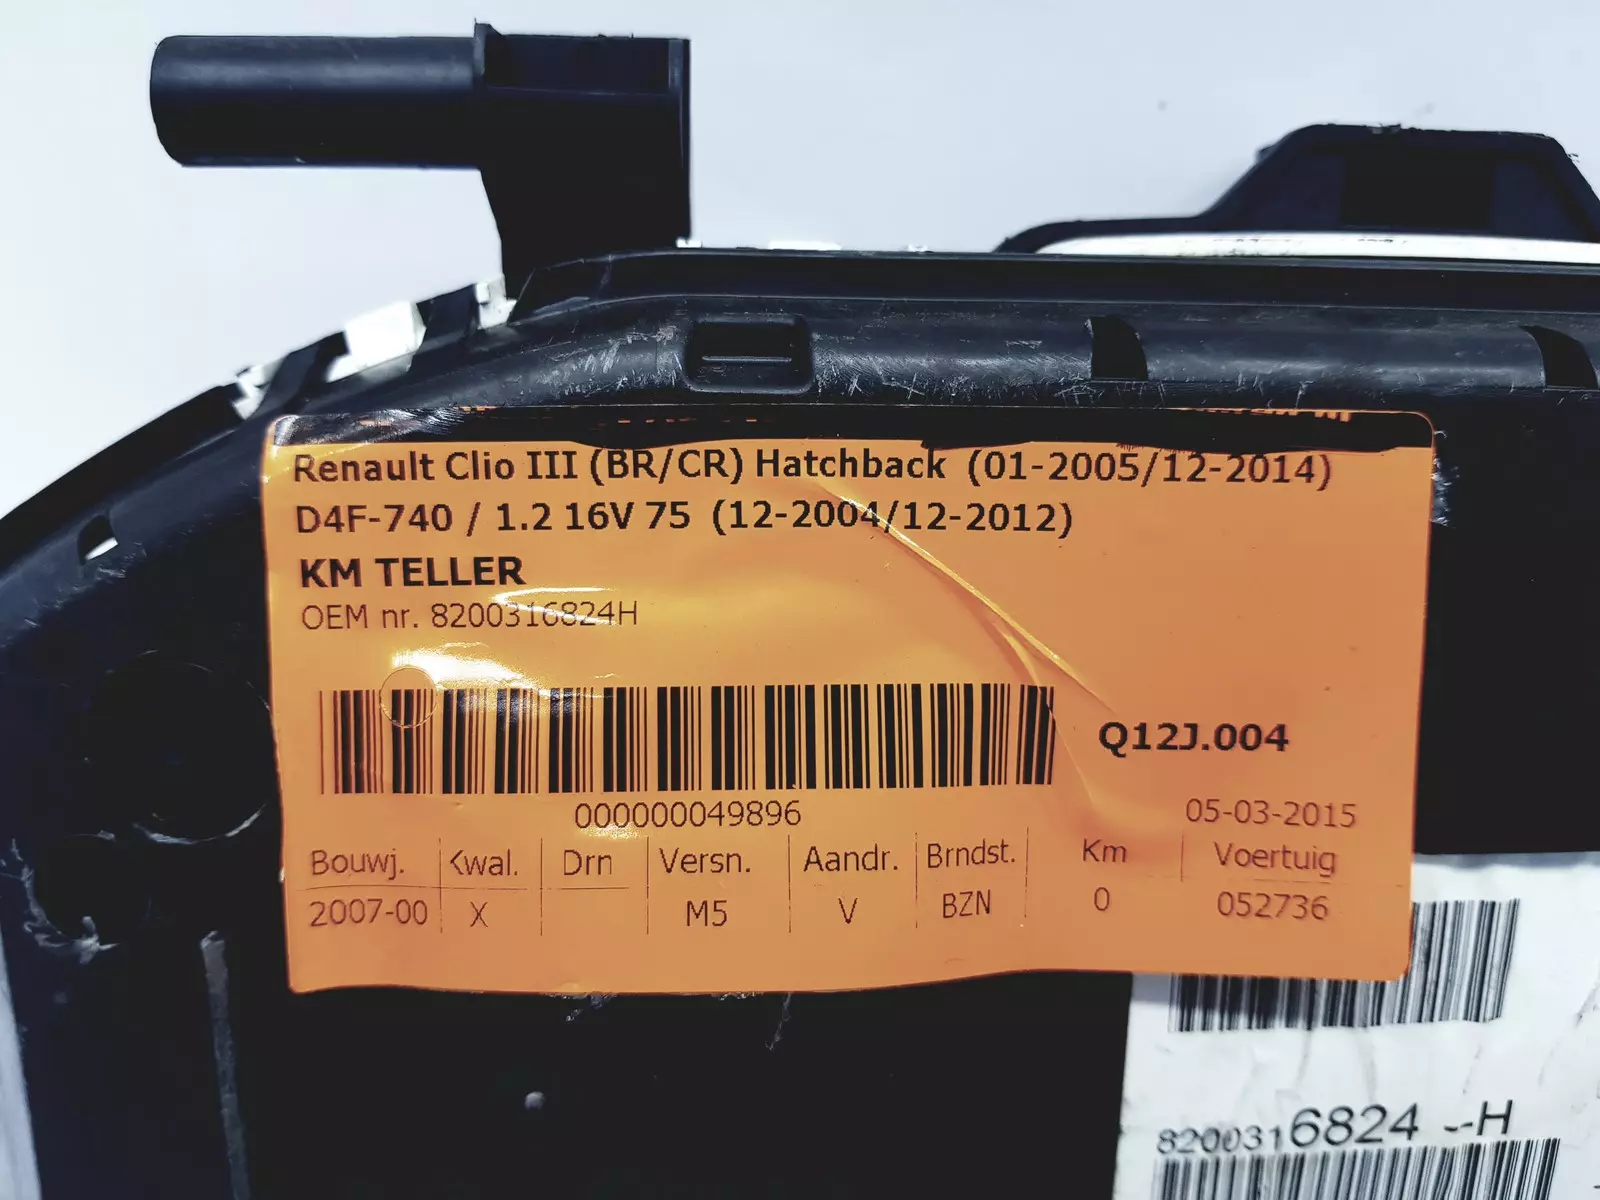 Renault Clio III (BR/CR) Hatchback (01-2005/12-2014)
D4F-740 / 1.2 16V 75 (12-2004/12-2012)
KM TELLER
OEM nr. 8200316824H
Q12J.004
000000049896
05-03-2015
Bouwj. Kwal. Drn Versn. Aandr. Brndst. Km Voertuig
2007-00 X M5 V BZN 0 052736
8200316824 --H